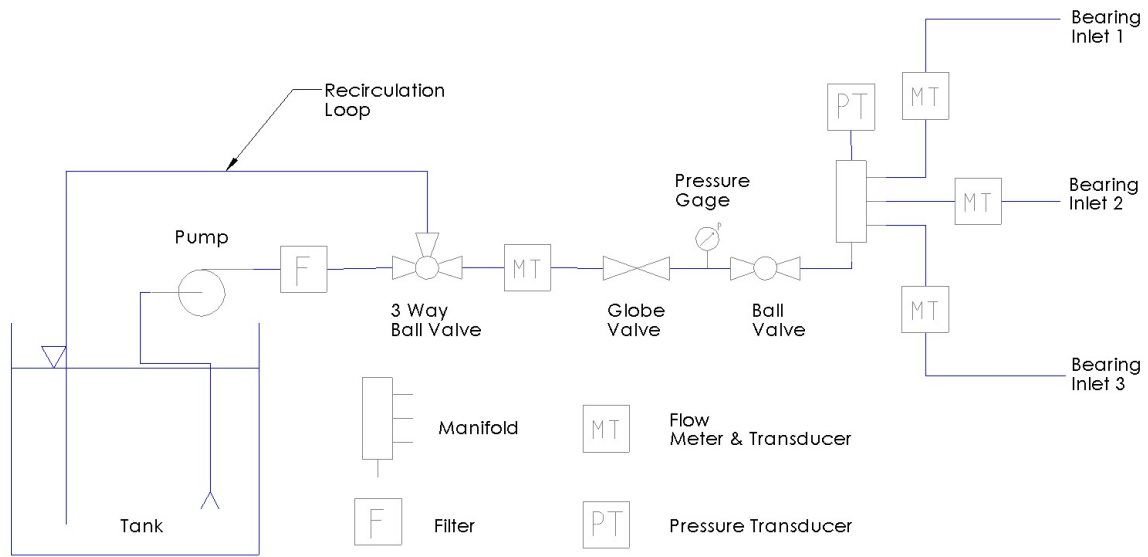 Bearing
Inlet 1
Recirculation
Loop
PT
MT
Pressure
Gage
Bearing
Inlet 2
MT
Pump
P
F
MT
3 Way
Ball Valve
Globe
Valve
Ball
Valve
MT
Bearing
Inlet 3
Manifold
MT
Flow
Meter & Transducer
Tank
F
Filter
PT
Pressure Transducer